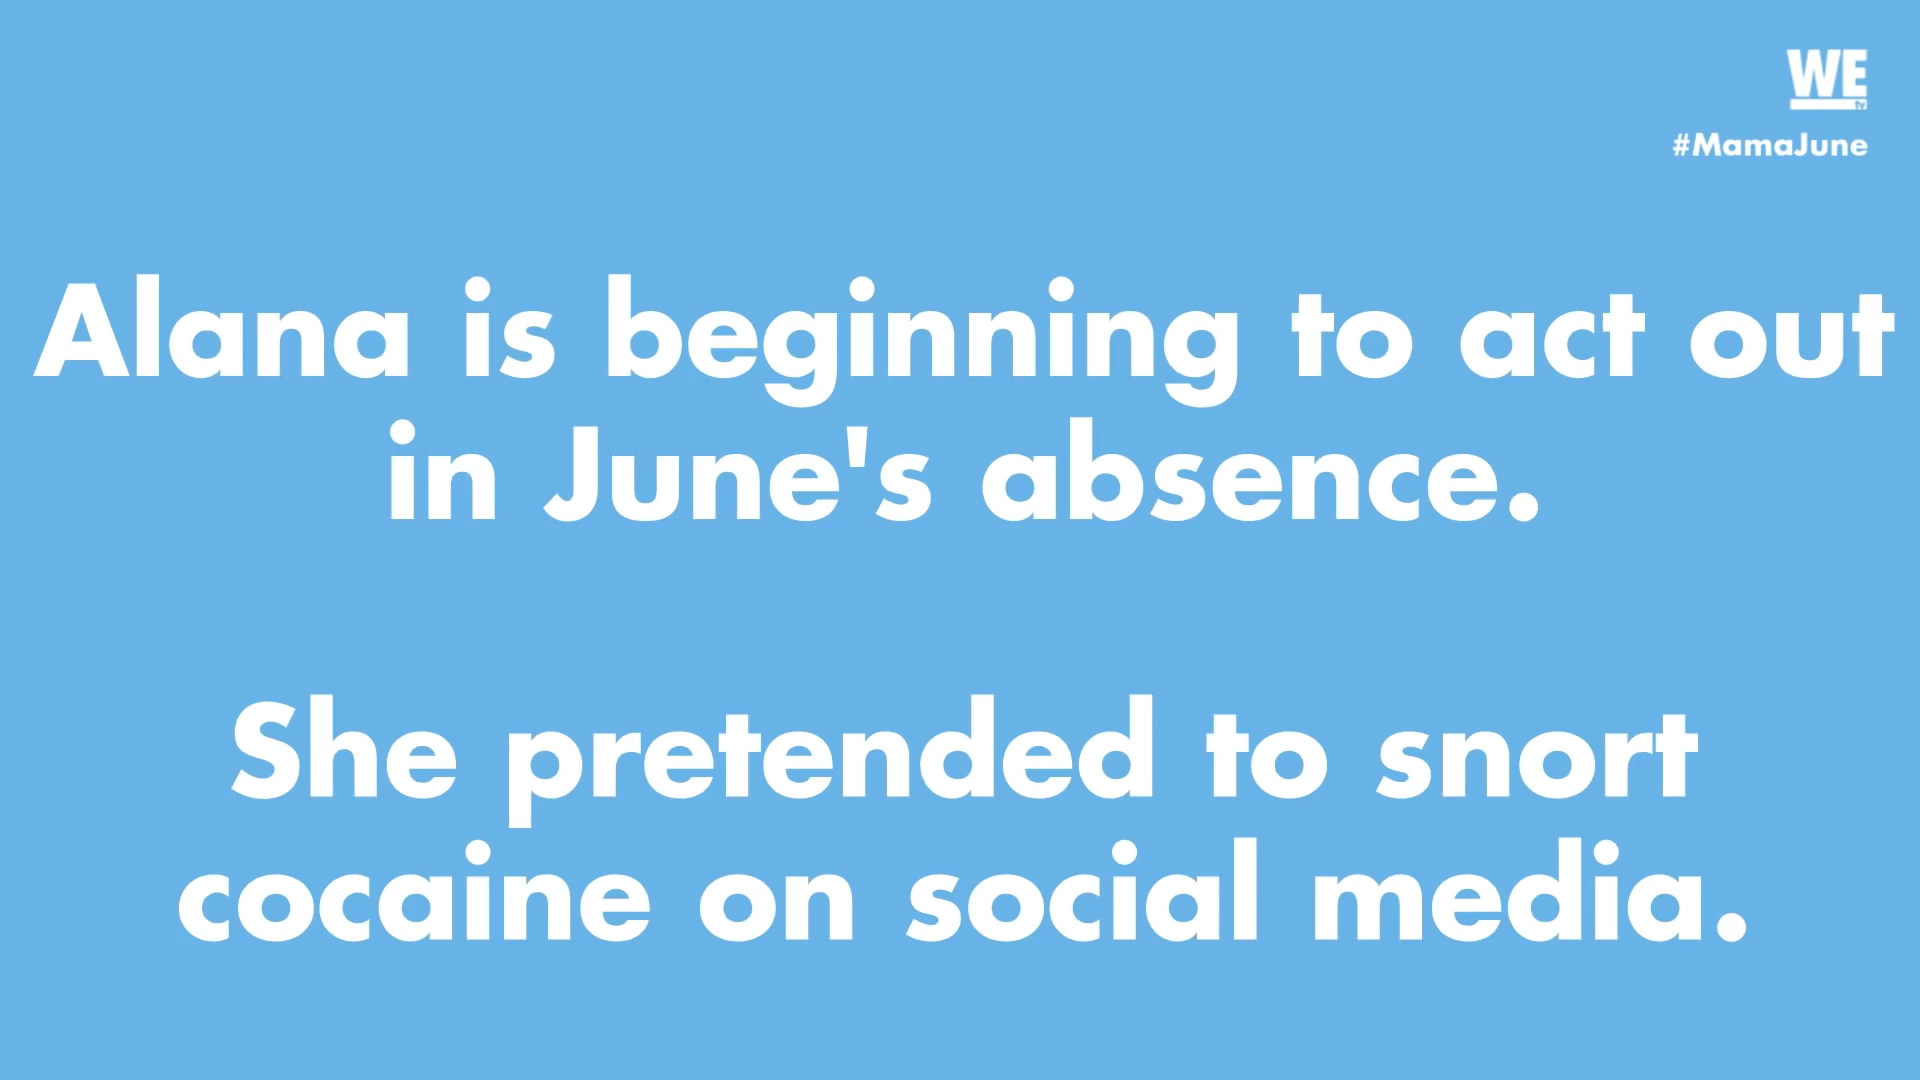 WE
tv
#MamaJune
Alana is beginning to act out
in June's absence.
She pretended to snort
cocaine on social media.